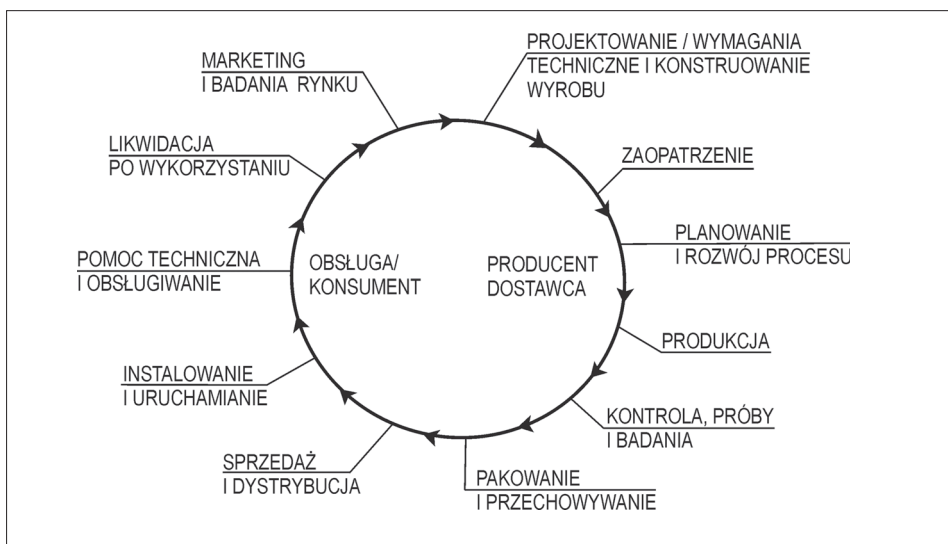 MARKETING
I BADANIA RYNKU
PROJEKTOWANIE / WYMAGANIA
TECHNICZNE I KONSTRUOWANIE
WYROBU
ZAOPATRZENIE
PLANOWANIE
I ROZWÓJ PROCESU
PRODUKCJA
KONTROLA, PRÓBY
I BADANIA
PAKOWANIE
I PRZECHOWYWANIE
SPRZEDAŻ
I DYSTRYBUCJA
INSTALOWANIE
I URUCHAMIANIE
POMOC TECHNICZNA
I OBSŁUGIWANIE
LIKWIDACJA
PO WYKORZYSTANIU
OBSŁUGA/
KONSUMENT
PRODUCENT
DOSTAWCA